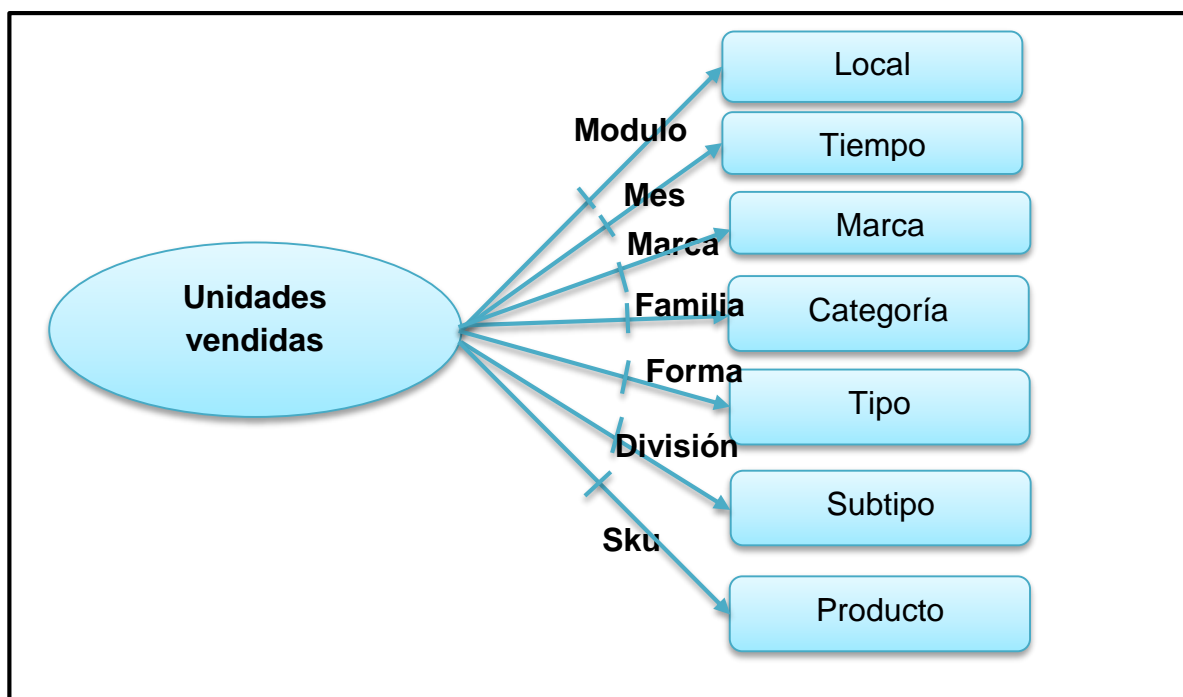 Local
Modulo
Tiempo
Mes
Marca
Marca
Unidades
vendidas
Familia
Categoría
Forma
Tipo
División
Subtipo
Sku
Producto